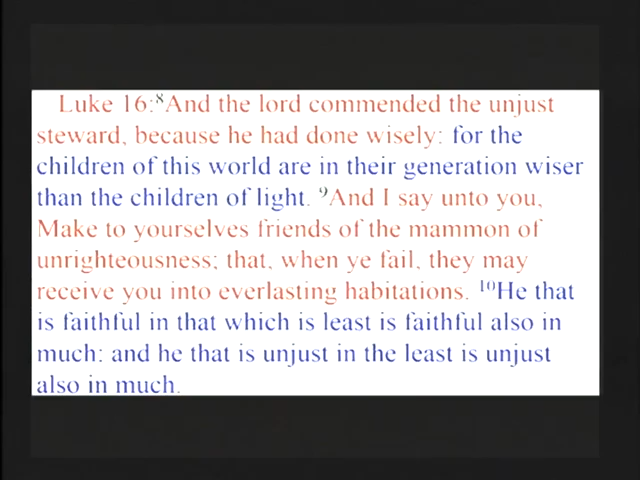 Luke 16:⁸And the lord commended the unjust
steward, because he had done wisely: for the
children of this world are in their generation wiser
than the children of light. ⁹And I say unto you,
Make to yourselves friends of the mammon of
unrighteousness; that, when ye fail, they may
receive you into everlasting habitations. ¹⁰He that
is faithful in that which is least is faithful also in
much: and he that is unjust in the least is unjust
also in much.